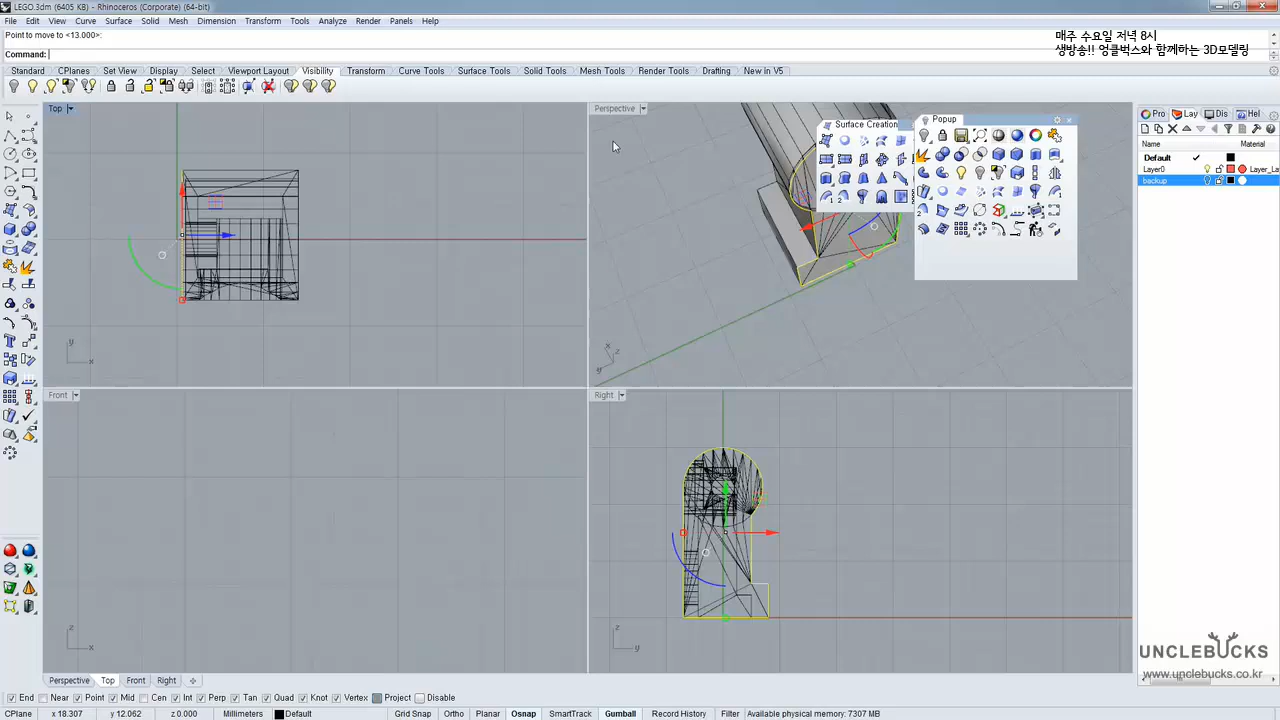 LEGO.3dm (6405 KB) - Rhinoceros (Corporate) (64-bit)
File Edit View Curve Surface Solid Mesh Dimension Transform Tools Analyze Render Panels Help
Point to move to <13.000>:
Command:
매주 수요일 저녁 8시
생방송!! 엉클벅스와 함께하는 3D모델링
Standard CPlanes Set View Display Select Viewport Layout Visibility Transform Curve Tools Surface Tools Solid Tools Mesh Tools Render Tools Drafting New in V5
Top
Perspective
Surface Creation
Popup
Pro Lay Dis Hel
Name Material
Default
Layer0 Layer_La
backup
y
x
x
z
Front
Right
z
x
z
y
UNCLEBUCKS
www.unclebucks.co.kr
Perspective Top Front Right
End Near Point Mid Cen Int Perp Tan Quad Knot Vertex Project Disable
CPlane x 18.307 y 12.062 z 0.000 Millimeters Default Grid Snap Ortho Planar Osnap SmartTrack Gumball Record History Filter Available physical memory: 7307 MB